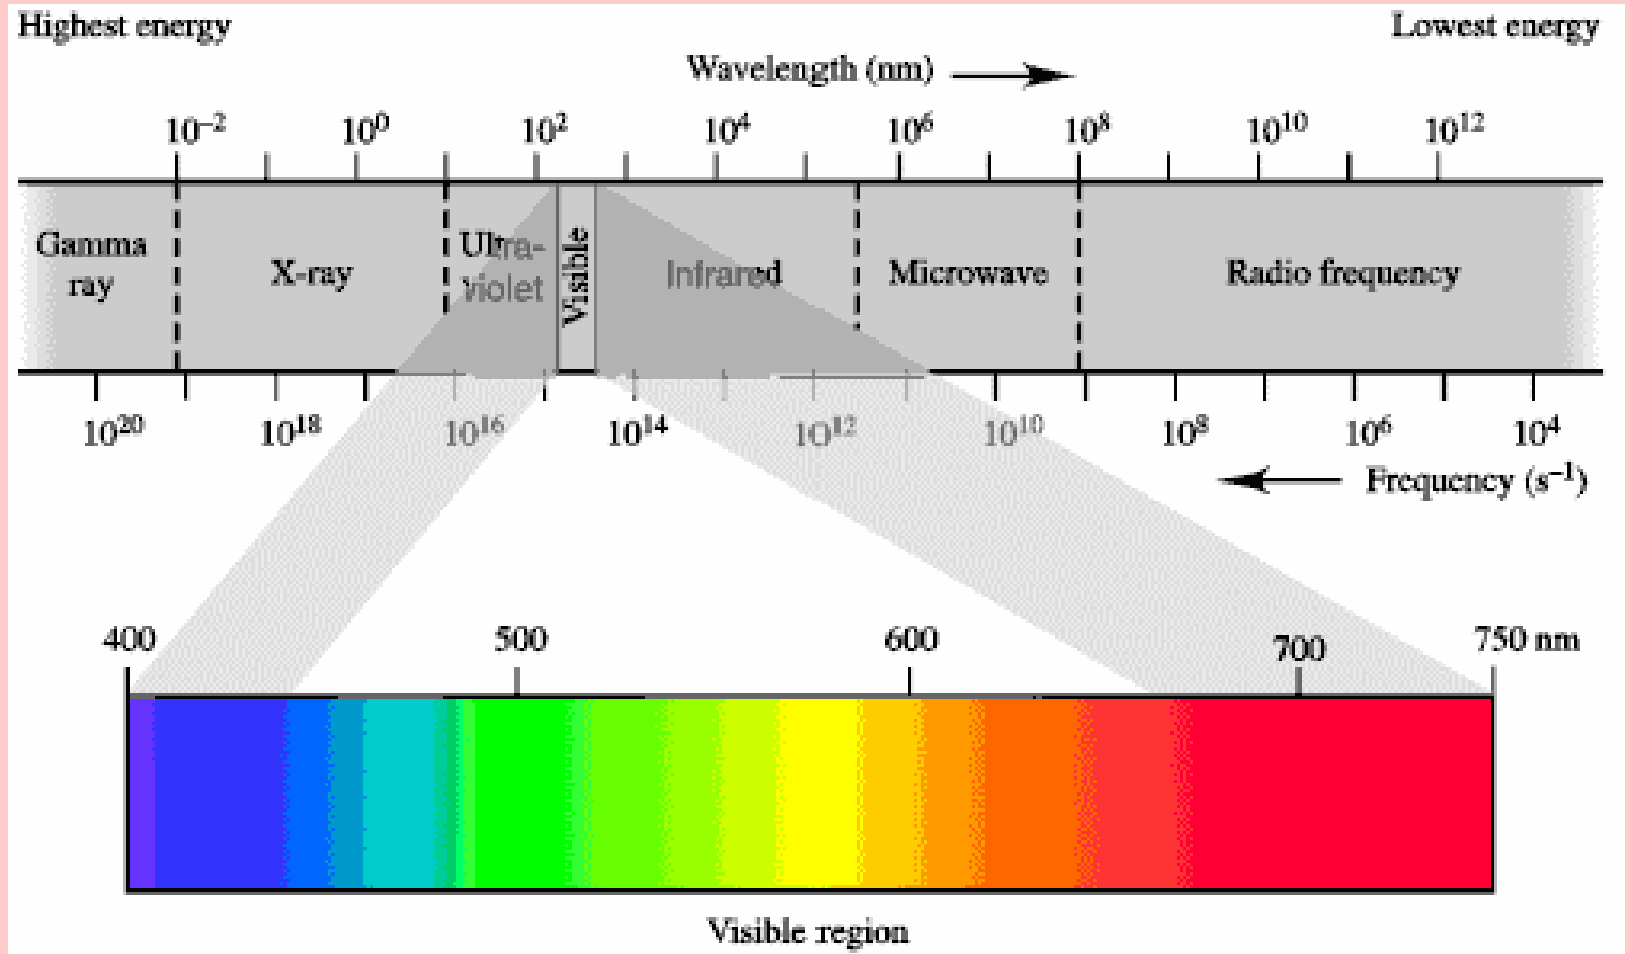 Highest energy
Lowest energy
Wavelength (nm)
10⁻² 10⁰ 10² 10⁴ 10⁶ 10⁸ 10¹⁰ 10¹²
Gamma
ray
X-ray
Ultra-
violet
Visible
Infrared
Microwave
Radio frequency
10²⁰ 10¹⁸ 10¹⁶ 10¹⁴ 10¹² 10¹⁰ 10⁸ 10⁶ 10⁴
Frequency (s⁻¹)
400 500 600 700 750 nm
Visible region